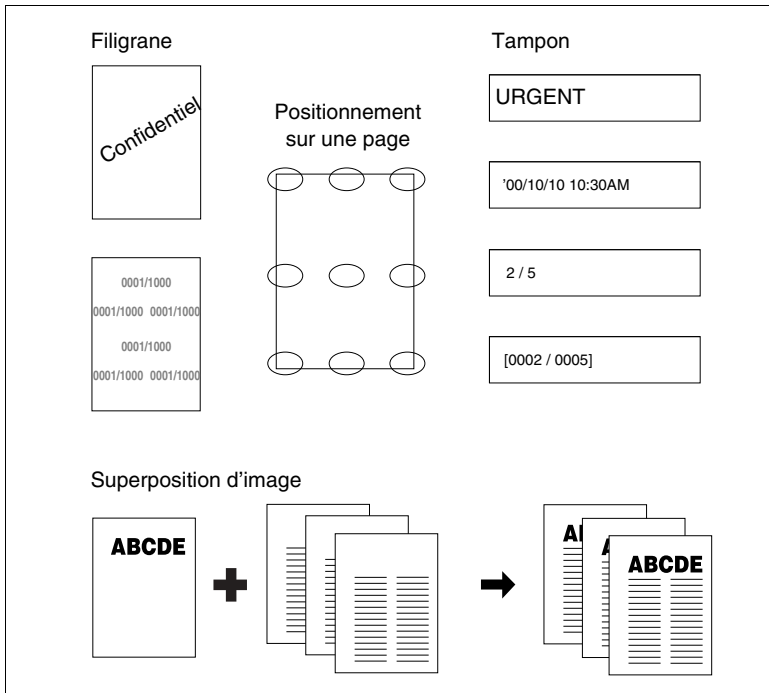 Filigrane
Confidentiel
0001/1000
0001/1000 0001/1000
0001/1000
0001/1000 0001/1000
Positionnement
sur une page
Tampon
URGENT
'00/10/10 10:30AM
2 / 5
[0002 / 0005]
Superposition d'image
ABCDE
AI
A
ABCDE